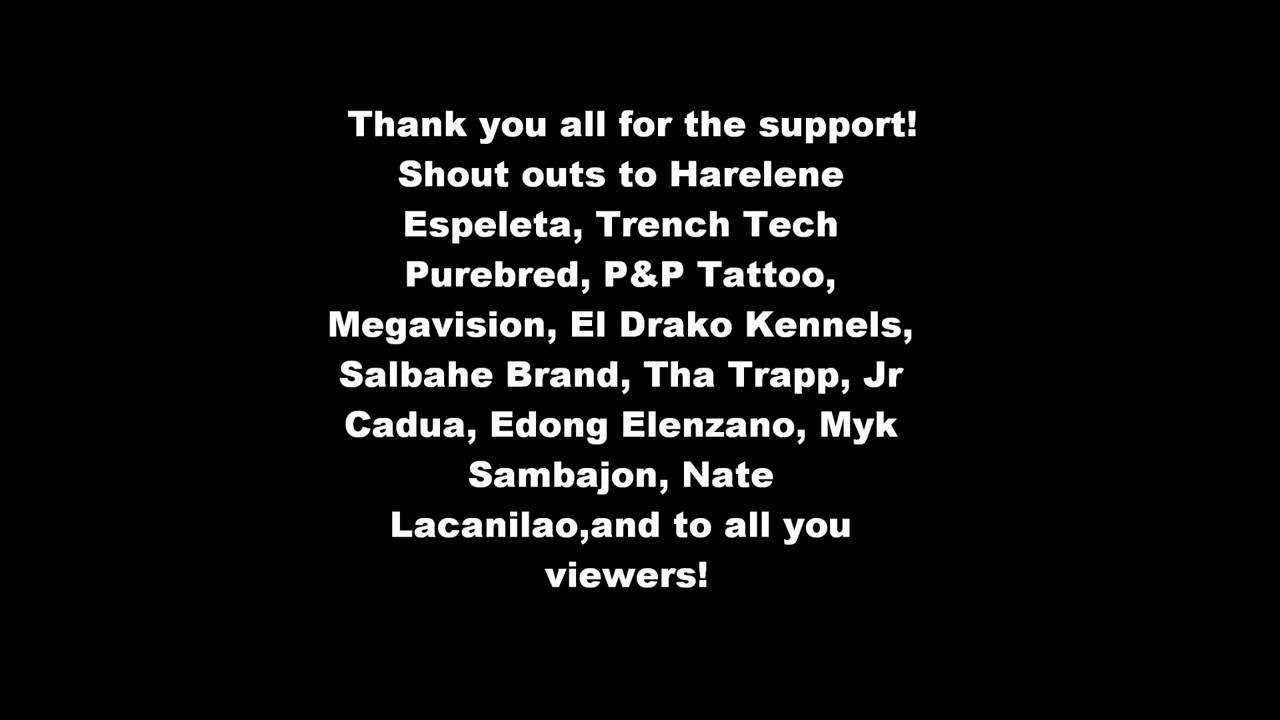 Thank you all for the support!
Shout outs to Harelene
Espeleta, Trench Tech
Purebred, P&P Tattoo,
Megavision, El Drako Kennels,
Salbahe Brand, Tha Trapp, Jr
Cadua, Edong Elenzano, Myk
Sambajon, Nate
Lacanilao,and to all you
viewers!